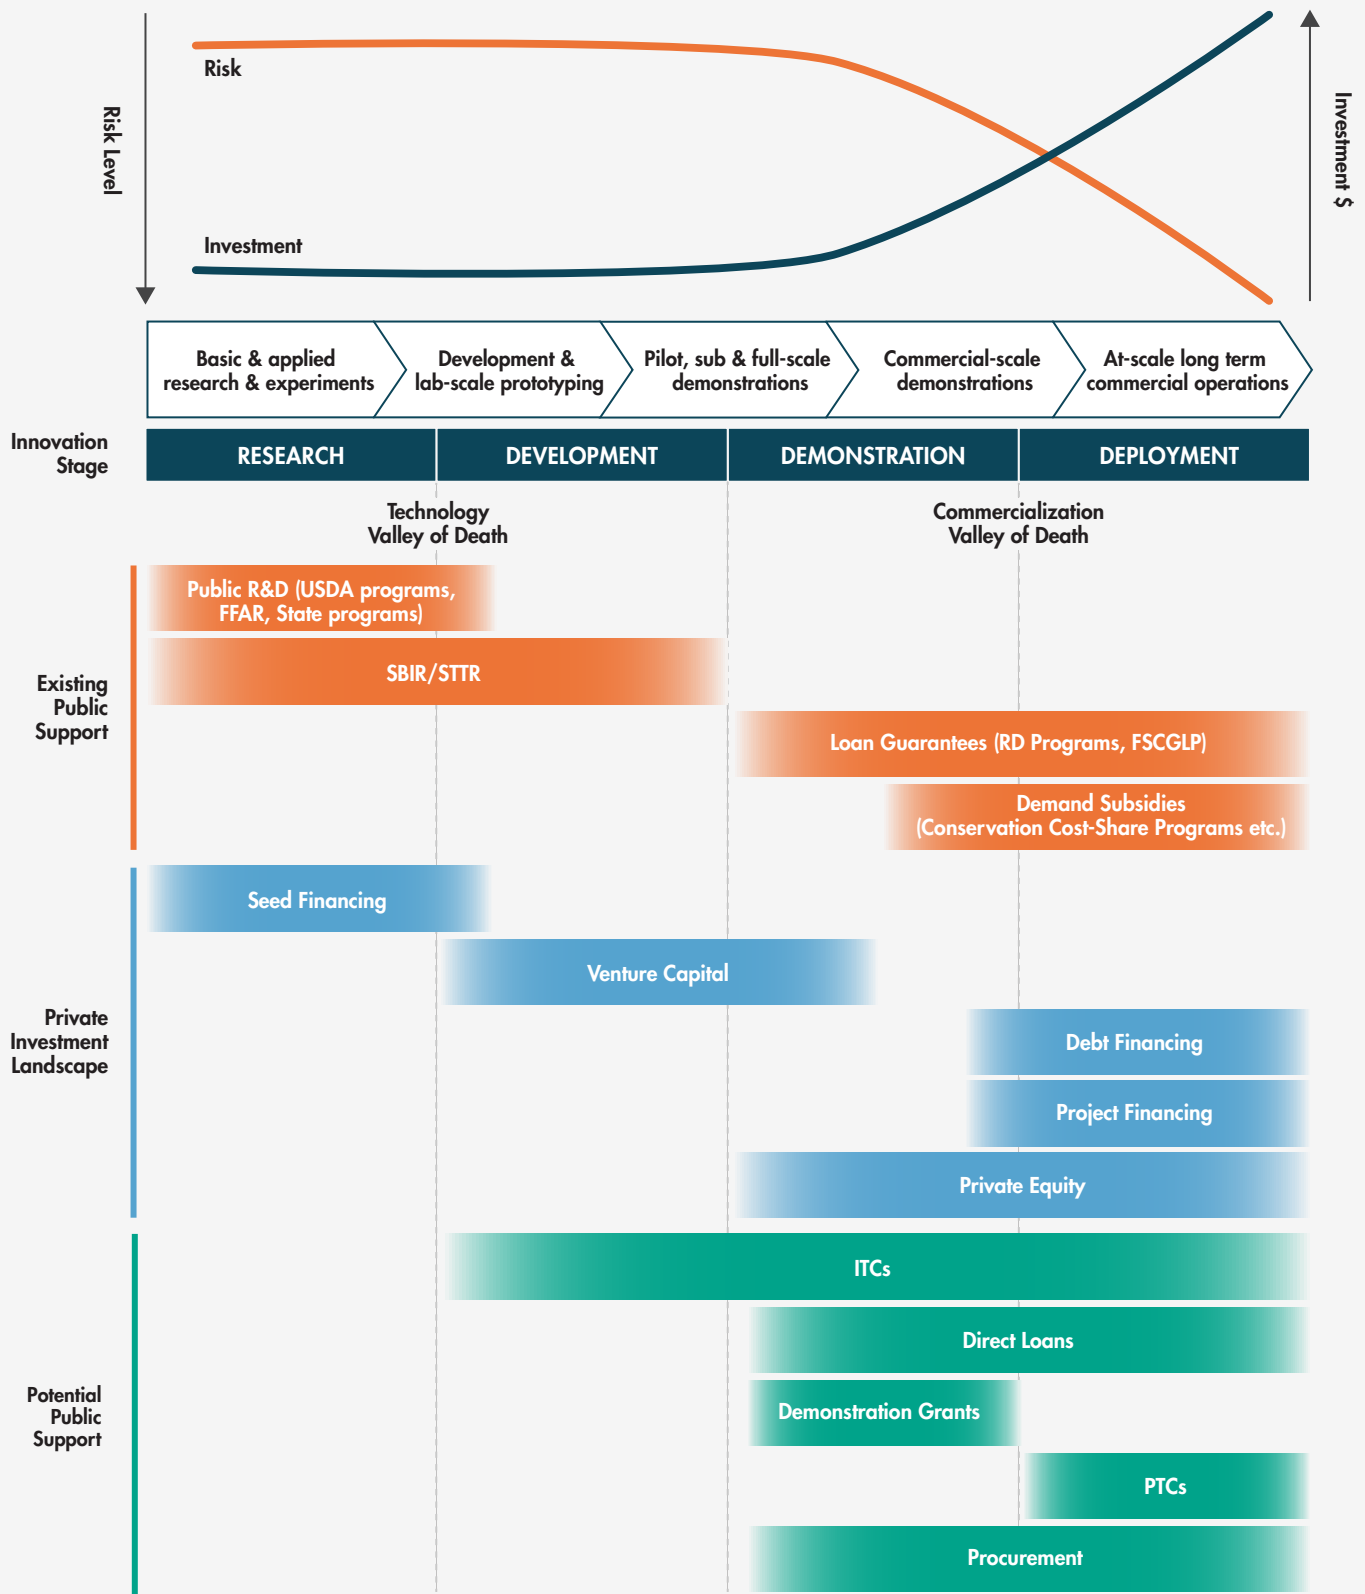 Risk
Risk Level
Investment $
Investment
Basic & applied
research & experiments
Development &
lab-scale prototyping
Pilot, sub & full-scale
demonstrations
Commercial-scale
demonstrations
At-scale long term
commercial operations
Innovation
Stage
RESEARCH
DEVELOPMENT
DEMONSTRATION
DEPLOYMENT
Technology
Valley of Death
Commercialization
Valley of Death
Existing
Public
Support
Public R&D (USDA programs,
FFAR, State programs)
SBIR/STTR
Loan Guarantees (RD Programs, FSCGLP)
Demand Subsidies
(Conservation Cost-Share Programs etc.)
Private
Investment
Landscape
Seed Financing
Venture Capital
Debt Financing
Project Financing
Private Equity
Potential
Public
Support
ITCs
Direct Loans
Demonstration Grants
PTCs
Procurement